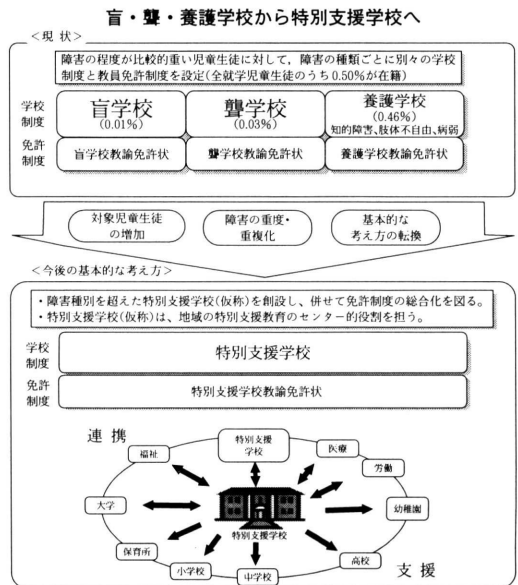 盲・聾・養護学校から特別支援学校へ
<現 状>
障害の程度が比較的重い児童生徒に対して，障害の種類ごとに別々の学校
制度と教員免許制度を設定(全就学児童生徒のうち0.50%が在籍)
学校
制度
盲学校
(0.01%)
聾学校
(0.03%)
養護学校
(0.46%)
知的障害、肢体不自由、病弱
免許
制度
盲学校教諭免許状
聾学校教諭免許状
養護学校教諭免許状
対象児童生徒
の増加
障害の重度・
重複化
基本的な
考え方の転換
<今後の基本的な考え方>
・障害種別を超えた特別支援学校(仮称)を創設し、併せて免許制度の総合化を図る。
・特別支援学校(仮称)は、地域の特別支援教育のセンター的役割を担う。
学校
制度
特別支援学校
免許
制度
特別支援学校教諭免許状
連 携
福祉
特別支援
学校
医療
労働
大学
幼稚園
特別支援学校
保育所
小学校
中学校
高校
支 援